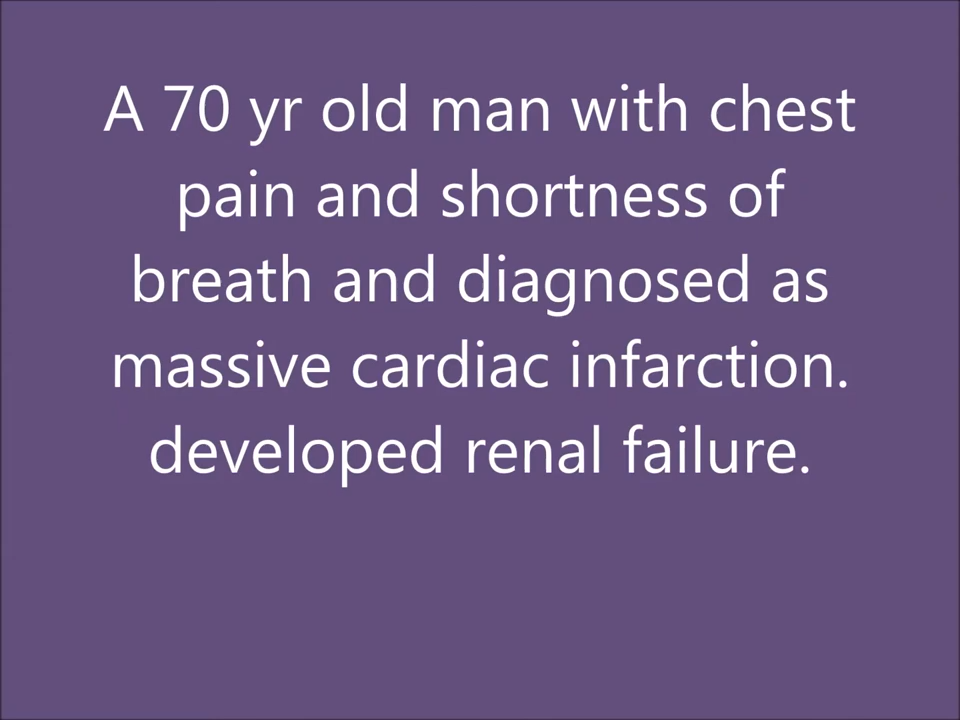 A 70 yr old man with chest
pain and shortness of
breath and diagnosed as
massive cardiac infarction.
developed renal failure.